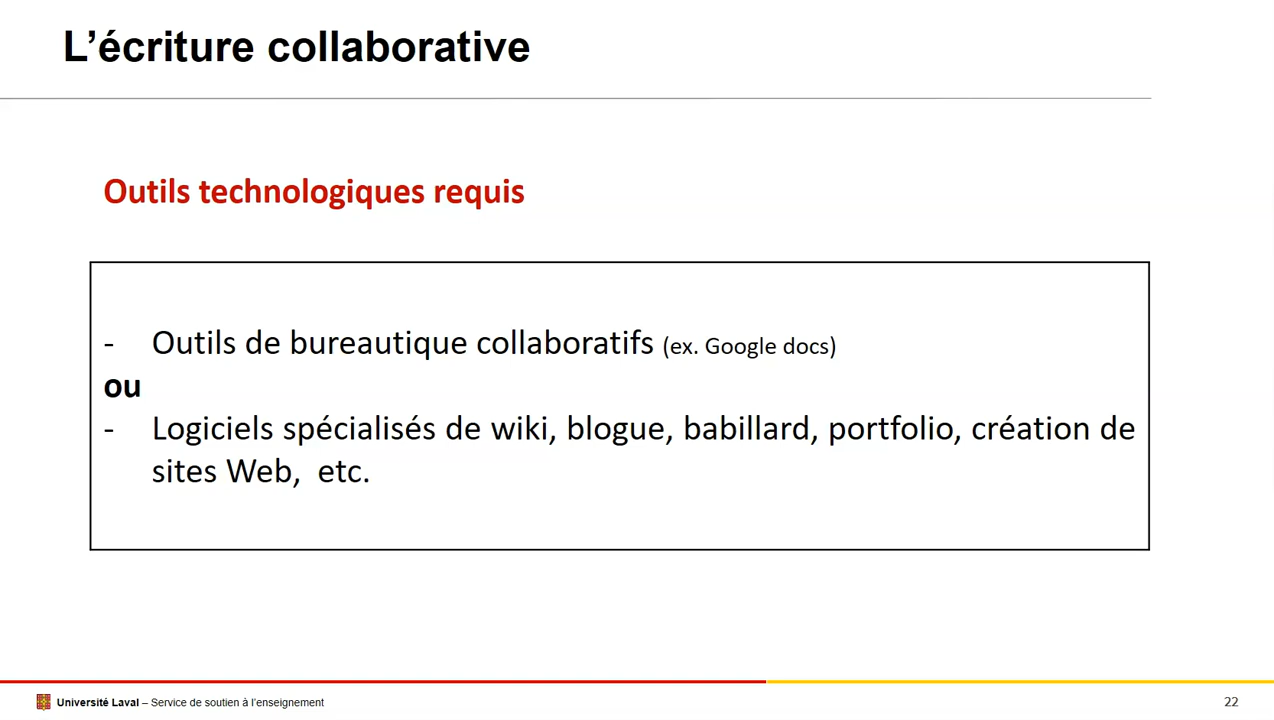 L’écriture collaborative
Outils technologiques requis
- Outils de bureautique collaboratifs (ex. Google docs)
ou
- Logiciels spécialisés de wiki, blogue, babillard, portfolio, création de
sites Web, etc.
Université Laval – Service de soutien à l’enseignement
22